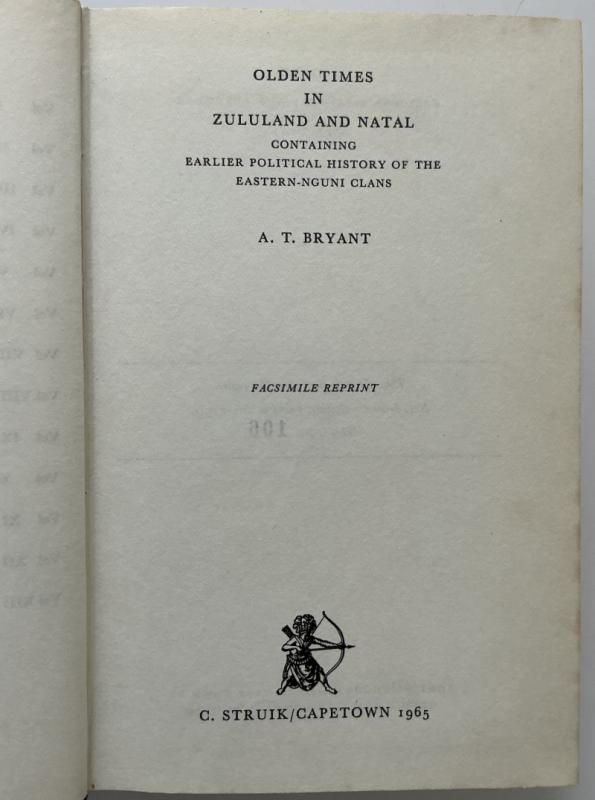 OLDEN TIMES
IN
ZULULAND AND NATAL
CONTAINING
EARLIER POLITICAL HISTORY OF THE
EASTERN-NGUNI CLANS
A. T. BRYANT
FACSIMILE REPRINT
C. STRUIK/CAPETOWN 1965